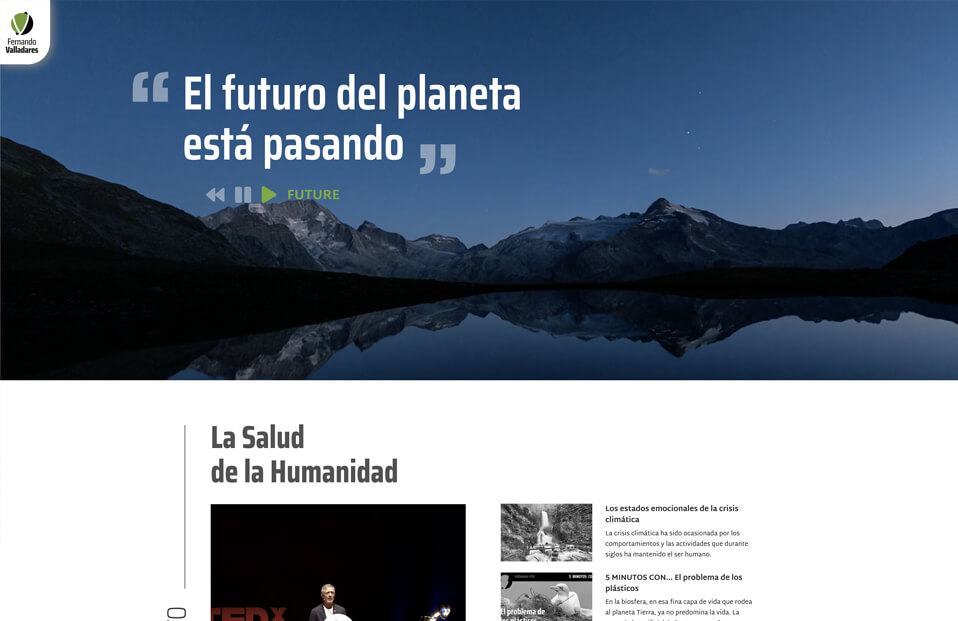 Fernando
Valladares
“ El futuro del planeta
está pasando ”
FUTURE
La Salud
de la Humanidad
Los estados emocionales de la crisis
climática
La crisis climática ha sido ocasionada por los
comportamientos y las actividades que durante
siglos ha mantenido el ser humano.
5 MINUTOS CON... El problema de los
plásticos
En la biosfera, en esa fina capa de vida que rodea
al planeta Tierra, ya no predomina la vida. La
El problema de
TEDx